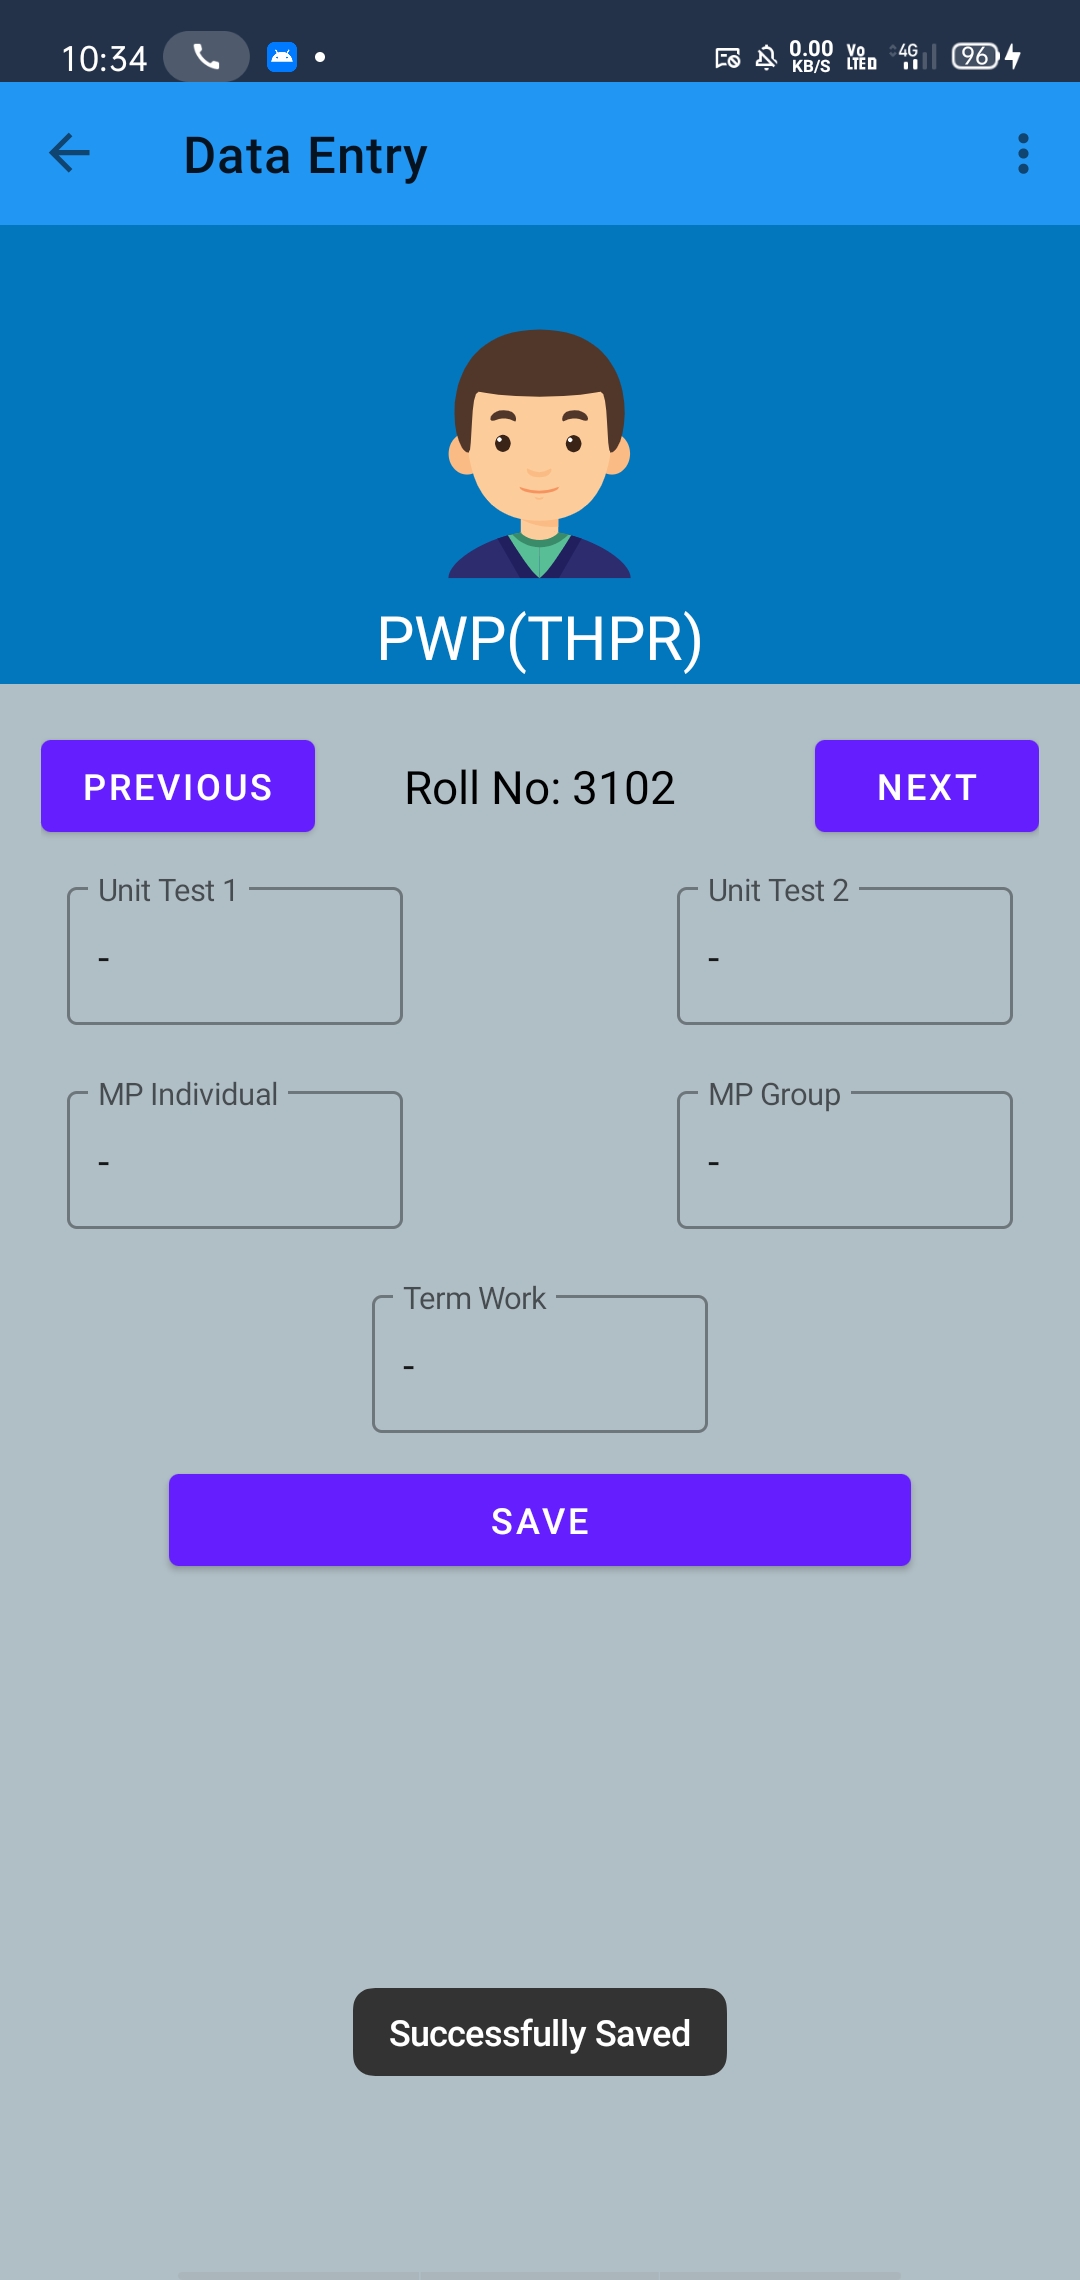 10:34 0.00 KB/S Vo LTE 4G 96
Data Entry
PWP(THPR)
PREVIOUS Roll No: 3102 NEXT
Unit Test 1 Unit Test 2
- -
MP Individual MP Group
- -
Term Work
-
SAVE
Successfully Saved